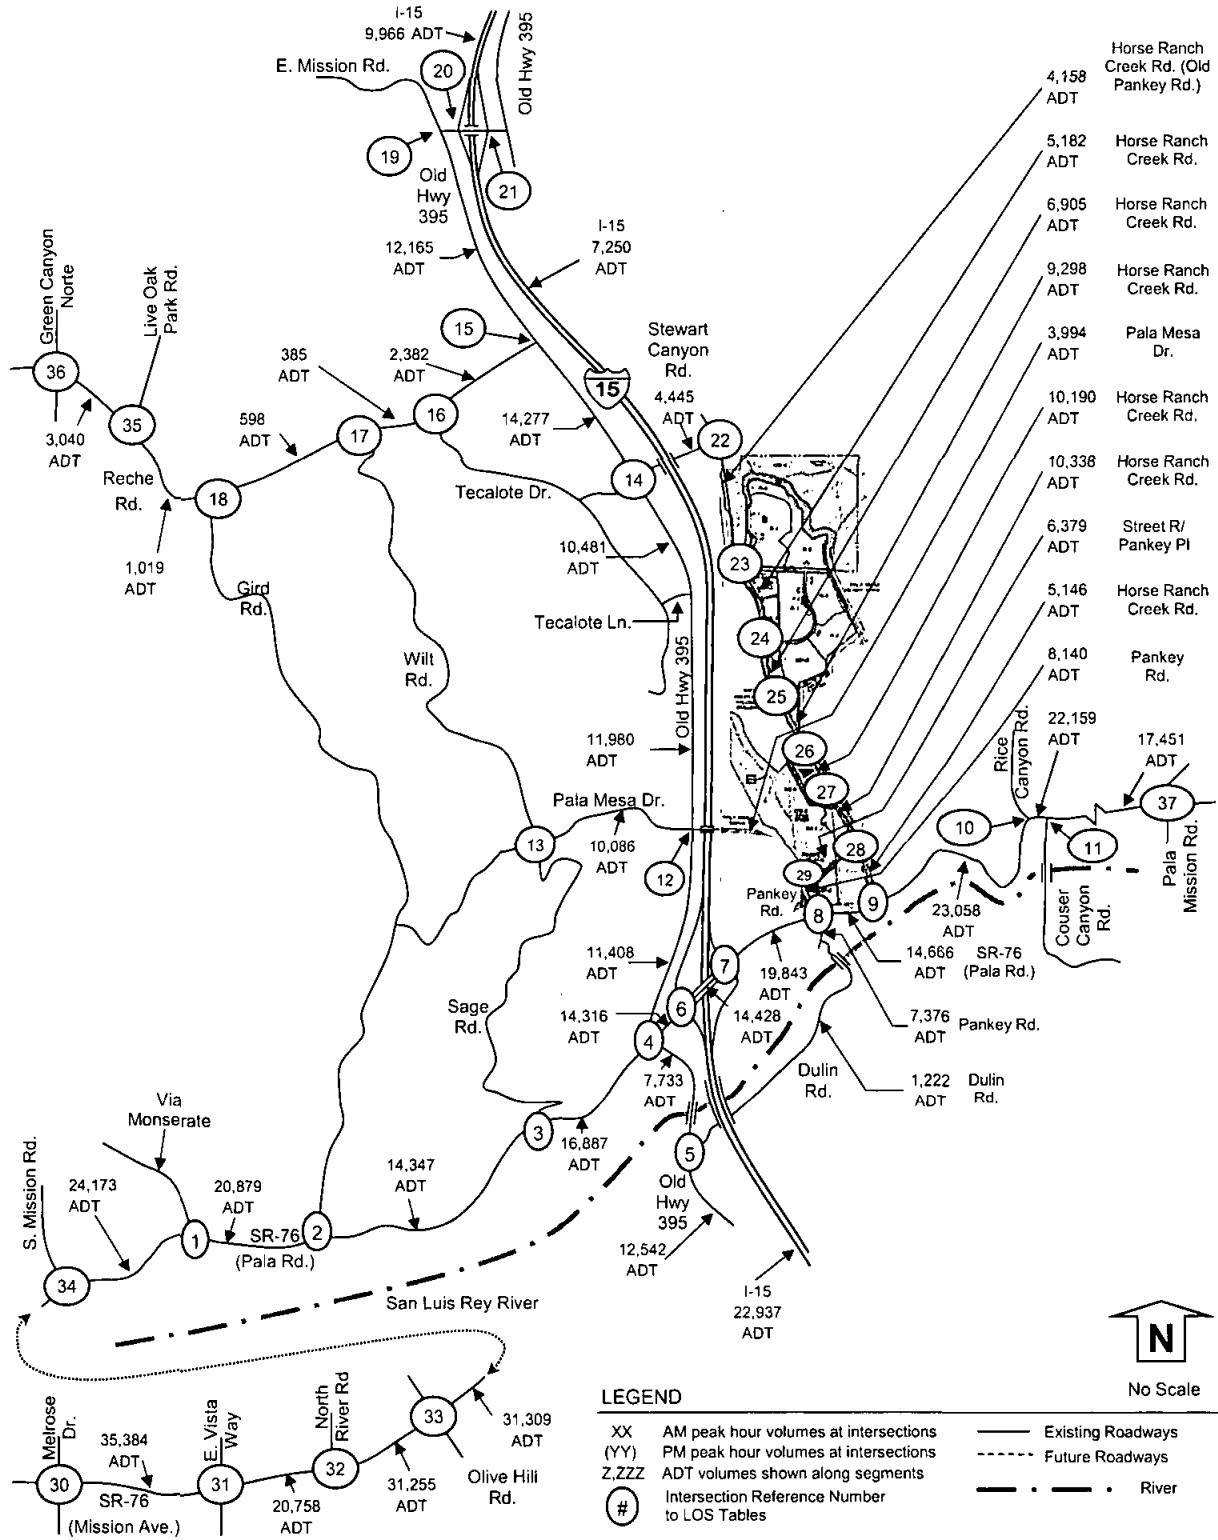 I-15
9,966 ADT
Old Hwy 395
E. Mission Rd.
20
19
21
Old
Hwy
395
12,165
ADT
I-15
7,250
ADT
4,158
ADT
Horse Ranch
Creek Rd. (Old
Pankey Rd.)
5,182
ADT
Horse Ranch
Creek Rd.
6,905
ADT
Horse Ranch
Creek Rd.
9,298
ADT
Horse Ranch
Creek Rd.
3,994
ADT
Pala Mesa
Dr.
10,190
ADT
Horse Ranch
Creek Rd.
10,338
ADT
Horse Ranch
Creek Rd.
6,379
ADT
Street R/
Pankey Pl
5,146
ADT
Horse Ranch
Creek Rd.
8,140
ADT
Pankey
Rd.
Green Canyon
Norte
Live Oak
Park Rd.
36
35
3,040
ADT
Reche
Rd.
1,019
ADT
18
598
ADT
385
ADT
17
2,382
ADT
16
15
14,277
ADT
15
Stewart
Canyon
Rd.
4,445
ADT
22
14
Tecalote Dr.
10,481
ADT
Tecalote Ln.
Gird
Rd.
Wilt
Rd.
Old Hwy 395
23
24
25
26
27
28
29
11,980
ADT
Pala Mesa Dr.
10,086
ADT
13
12
Pankey
Rd.
8
9
Rice
Canyon Rd.
22,159
ADT
17,451
ADT
37
10
11
Pala
Mission Rd.
Couser
Canyon
Rd.
23,058
ADT
14,666
ADT
SR-76
(Pala Rd.)
7,376
ADT
Pankey Rd.
1,222
ADT
Dulin
Rd.
Dulin
Rd.
19,843
ADT
11,408
ADT
7
6
14,316
ADT
14,428
ADT
4
7,733
ADT
Sage
Rd.
3
16,887
ADT
5
Old
Hwy
395
12,542
ADT
I-15
22,937
ADT
Via
Monserate
S. Mission Rd.
24,173
ADT
20,879
ADT
14,347
ADT
1
2
SR-76
(Pala Rd.)
34
San Luis Rey River
Melrose
Dr.
35,384
ADT
E. Vista
Way
North
River Rd
33
31,309
ADT
30
31
32
SR-76
(Mission Ave.)
20,758
ADT
31,255
ADT
Olive Hill
Rd.
N
No Scale
LEGEND
XX AM peak hour volumes at intersections
(YY) PM peak hour volumes at intersections
Z,ZZZ ADT volumes shown along segments
# Intersection Reference Number
to LOS Tables
Existing Roadways
Future Roadways
River